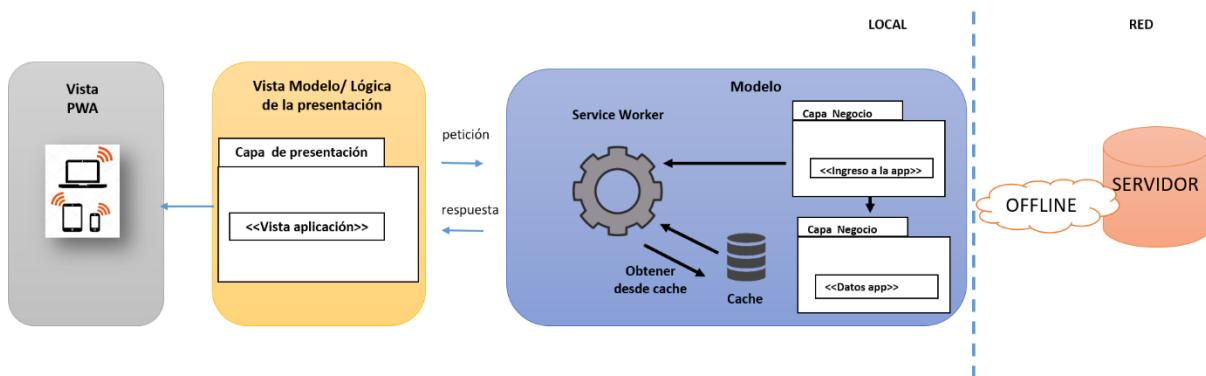 LOCAL
RED
Vista
PWA
Vista Modelo/ Lógica
de la presentación
Capa de presentación
<<Vista aplicación>>
petición
respuesta
Modelo
Service Worker
Obtener
desde cache
Cache
Capa Negocio
<<Ingreso a la app>>
Capa Negocio
<<Datos app>>
OFFLINE
SERVIDOR